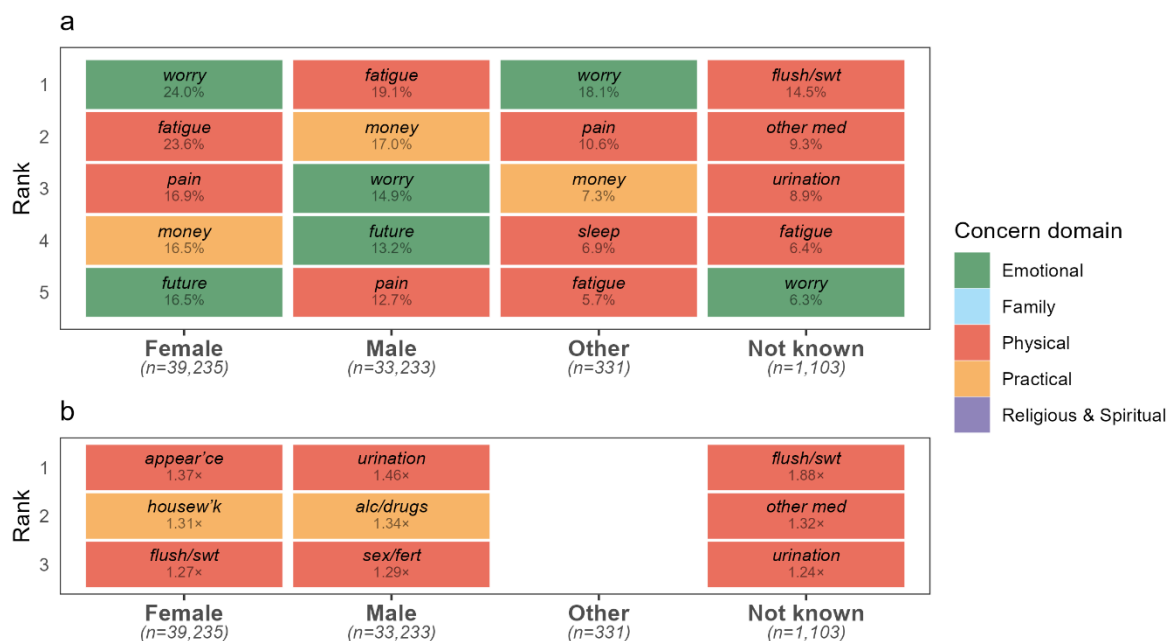 a
Rank
1
worry
24.0%
fatigue
19.1%
worry
18.1%
flush/swt
14.5%
2
fatigue
23.6%
money
17.0%
pain
10.6%
other med
9.3%
3
pain
16.9%
worry
14.9%
money
7.3%
urination
8.9%
4
money
16.5%
future
13.2%
sleep
6.9%
fatigue
6.4%
5
future
16.5%
pain
12.7%
fatigue
5.7%
worry
6.3%
Female
(n=39,235)
Male
(n=33,233)
Other
(n=331)
Not known
(n=1,103)
Concern domain
Emotional
Family
Physical
Practical
Religious & Spiritual
b
Rank
1
appear'ce
1.37×
urination
1.46×
flush/swt
1.88×
2
housew'k
1.31×
alc/drugs
1.34×
other med
1.32×
3
flush/swt
1.27×
sex/fert
1.29×
urination
1.24×
Female
(n=39,235)
Male
(n=33,233)
Other
(n=331)
Not known
(n=1,103)